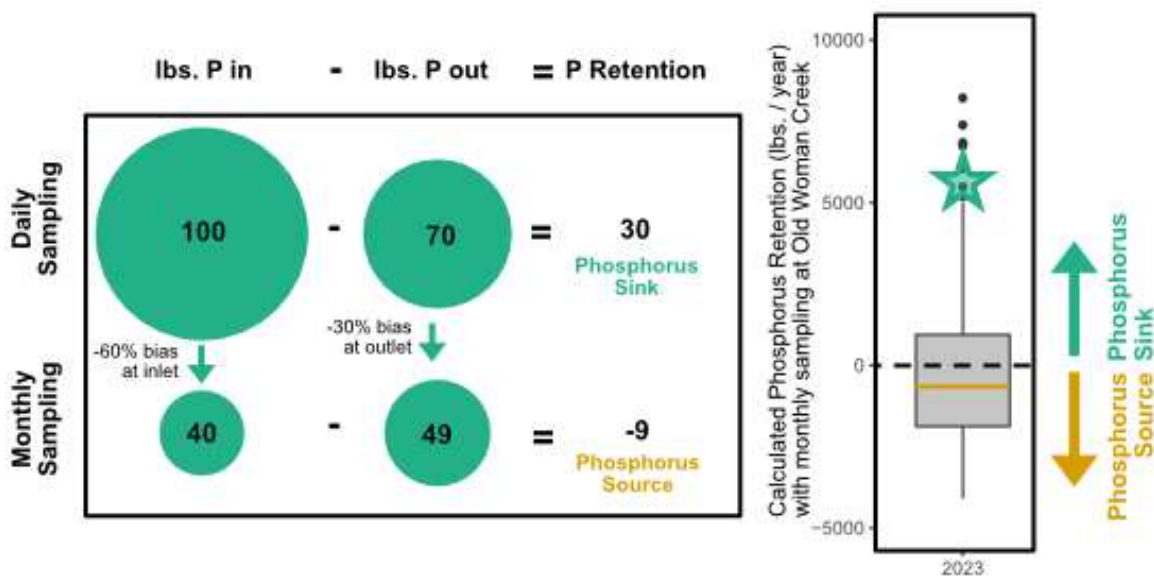 lbs. P in - lbs. P out = P Retention
Daily
Sampling
100 - 70 = 30
Phosphorus
Sink
-60% bias
at inlet
-30% bias
at outlet
Monthly
Sampling
40 - 49 = -9
Phosphorus
Source
Calculated Phosphorus Retention (lbs. / year)
with monthly sampling at Old Woman Creek
10000
5000
0
−5000
2023
Phosphorus
Sink
Phosphorus
Source